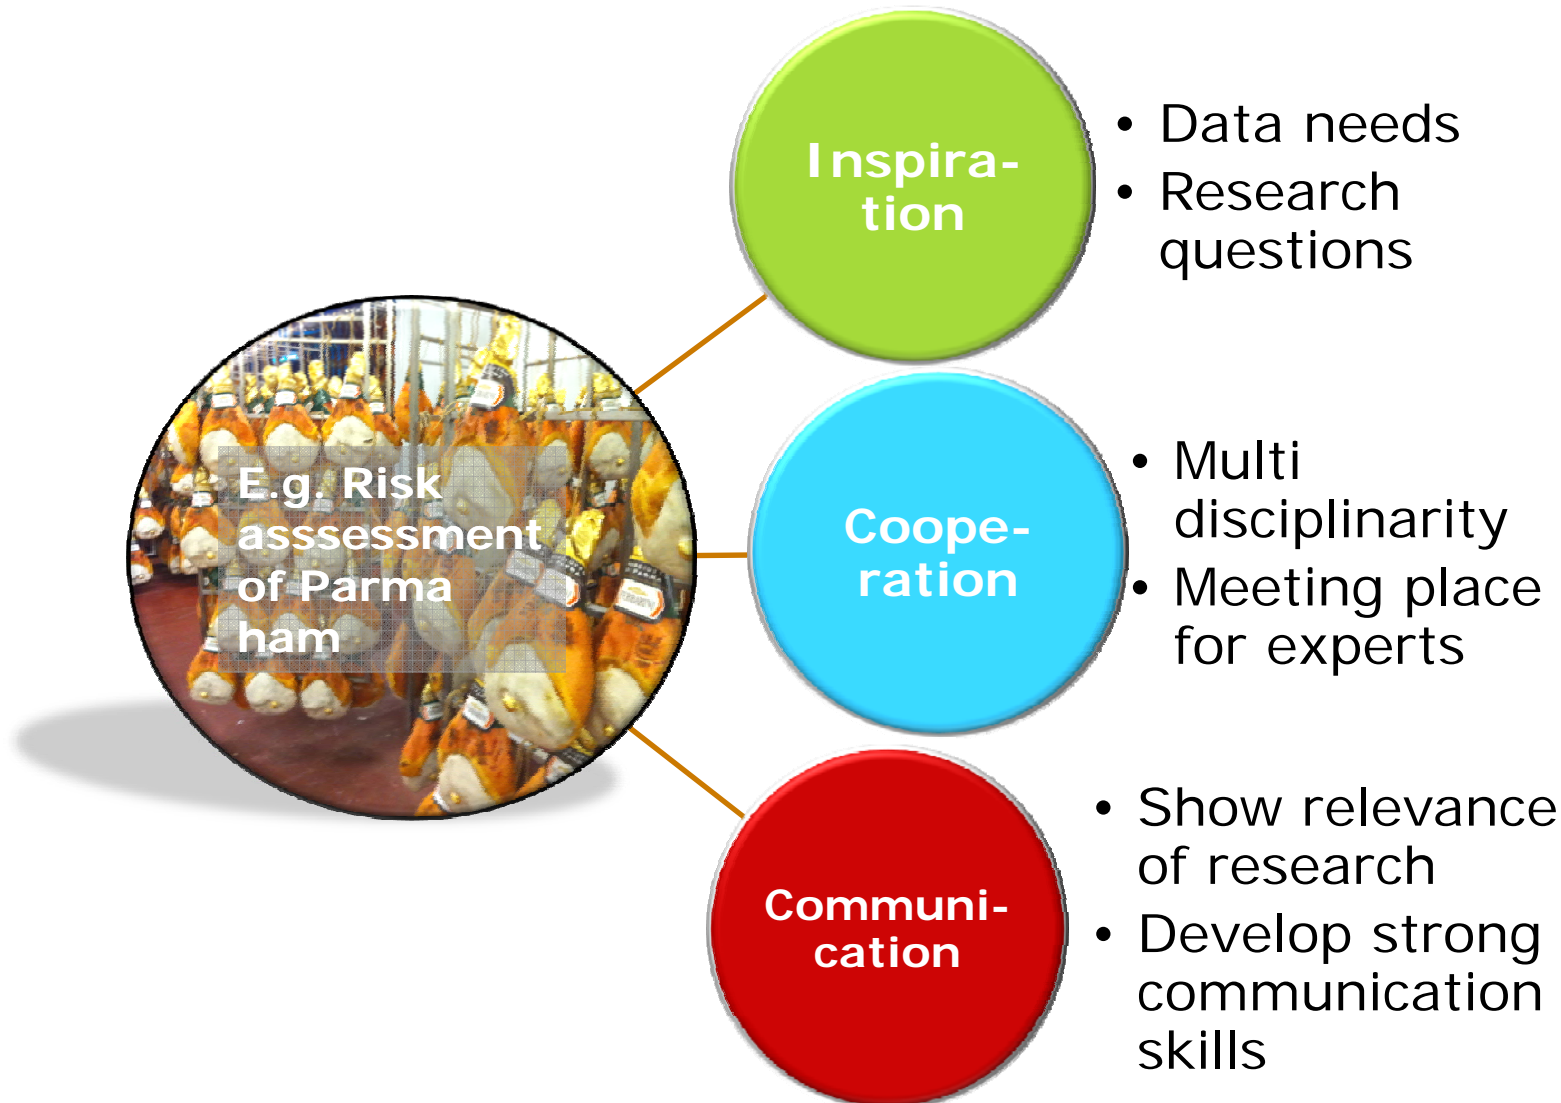 Inspira-
tion
• Data needs
• Research
questions
E.g. Risk
asssessment
of Parma
ham
Coope-
ration
• Multi
disciplinarity
• Meeting place
for experts
Communi-
cation
• Show relevance
of research
• Develop strong
communication
skills